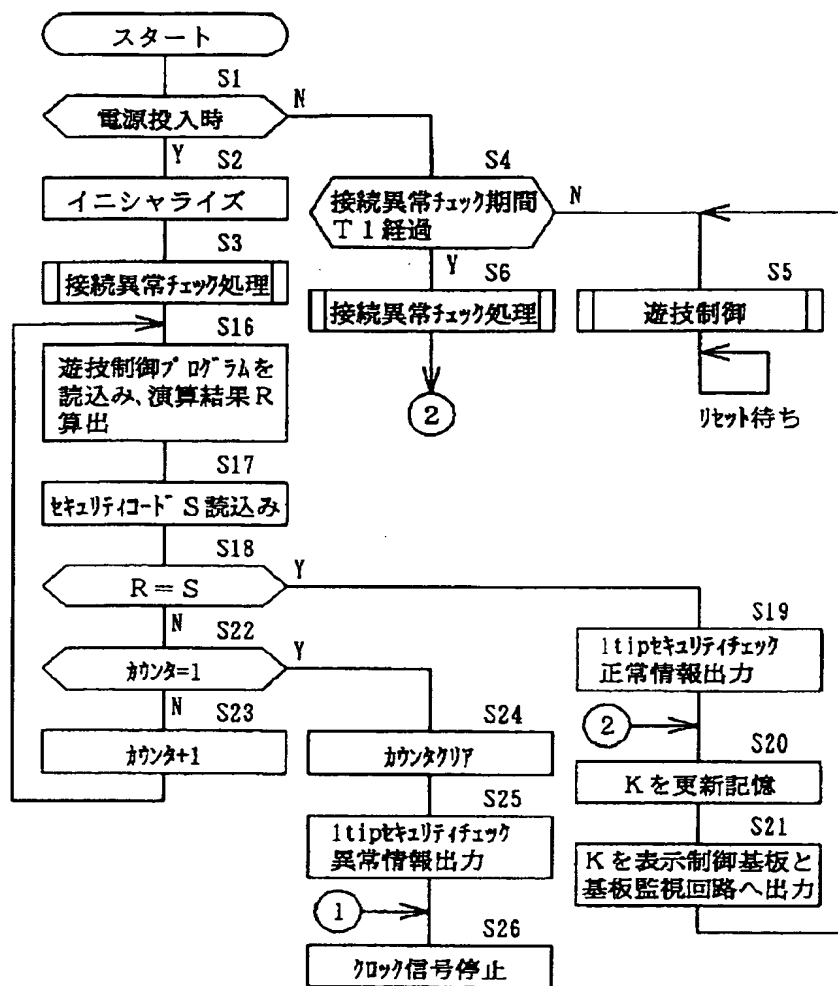 スタート
S1
電源投入時
N
Y
S2
イニシャライズ
S3
接続異常チェック処理
S4
接続異常チェック期間
T1経過
N
Y
S6
接続異常チェック処理
②
S5
遊技制御
リセット待ち
S16
遊技制御プログラムを
読込み、演算結果R
算出
S17
セキュリティコードS読込み
S18
R=S
Y
N
S22
カウンタ=1
Y
N
S23
カウンタ+1
S24
カウンタクリア
S25
1tipセキュリティチェック
異常情報出力
①
S26
クロック信号停止
S19
1tipセキュリティチェック
正常情報出力
②
S20
Kを更新記憶
S21
Kを表示制御基板と
基板監視回路へ出力